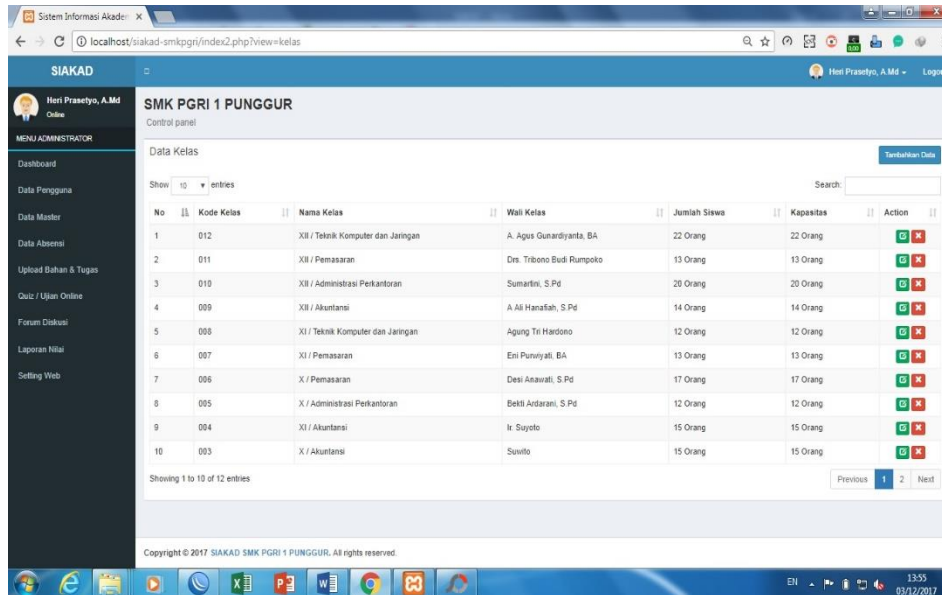 Sistem Informasi Akadem
localhost/siakad-smkpgri/index2.php?view=kelas
0.00
SIAKAD
Heri Prasetyo, A.Md
Logou
Heri Prasetyo, A.Md
Online
SMK PGRI 1 PUNGGUR
Control panel
MENU ADMINISTRATOR
Dashboard
Data Pengguna
Data Master
Data Absensi
Upload Bahan & Tugas
Quiz / Ujian Online
Forum Diskusi
Laporan Nilai
Setting Web
Data Kelas
Tambahkan Data
Show 10 entries
Search:
No Kode Kelas Nama Kelas Wali Kelas Jumlah Siswa Kapasitas Action
1 012 XII / Teknik Komputer dan Jaringan A. Agus Gunardiyanta, BA 22 Orang 22 Orang
2 011 XII / Pemasaran Drs. Tribono Budi Rumpoko 13 Orang 13 Orang
3 010 XII / Administrasi Perkantoran Sumartini, S.Pd 20 Orang 20 Orang
4 009 XII / Akuntansi A Ali Hanafiah, S.Pd 14 Orang 14 Orang
5 008 XI / Teknik Komputer dan Jaringan Agung Tri Hardono 12 Orang 12 Orang
6 007 XI / Pemasaran Eni Purwiyati, BA 13 Orang 13 Orang
7 006 X / Pemasaran Desi Anawati, S.Pd 17 Orang 17 Orang
8 005 X / Administrasi Perkantoran Bekti Ardarani, S.Pd 12 Orang 12 Orang
9 004 XI / Akuntansi Ir. Suyoto 15 Orang 15 Orang
10 003 X / Akuntansi Suwito 15 Orang 15 Orang
Showing 1 to 10 of 12 entries
Previous 1 2 Next
Copyright © 2017 SIAKAD SMK PGRI 1 PUNGGUR. All rights reserved.
EN
13:55
03/12/2017